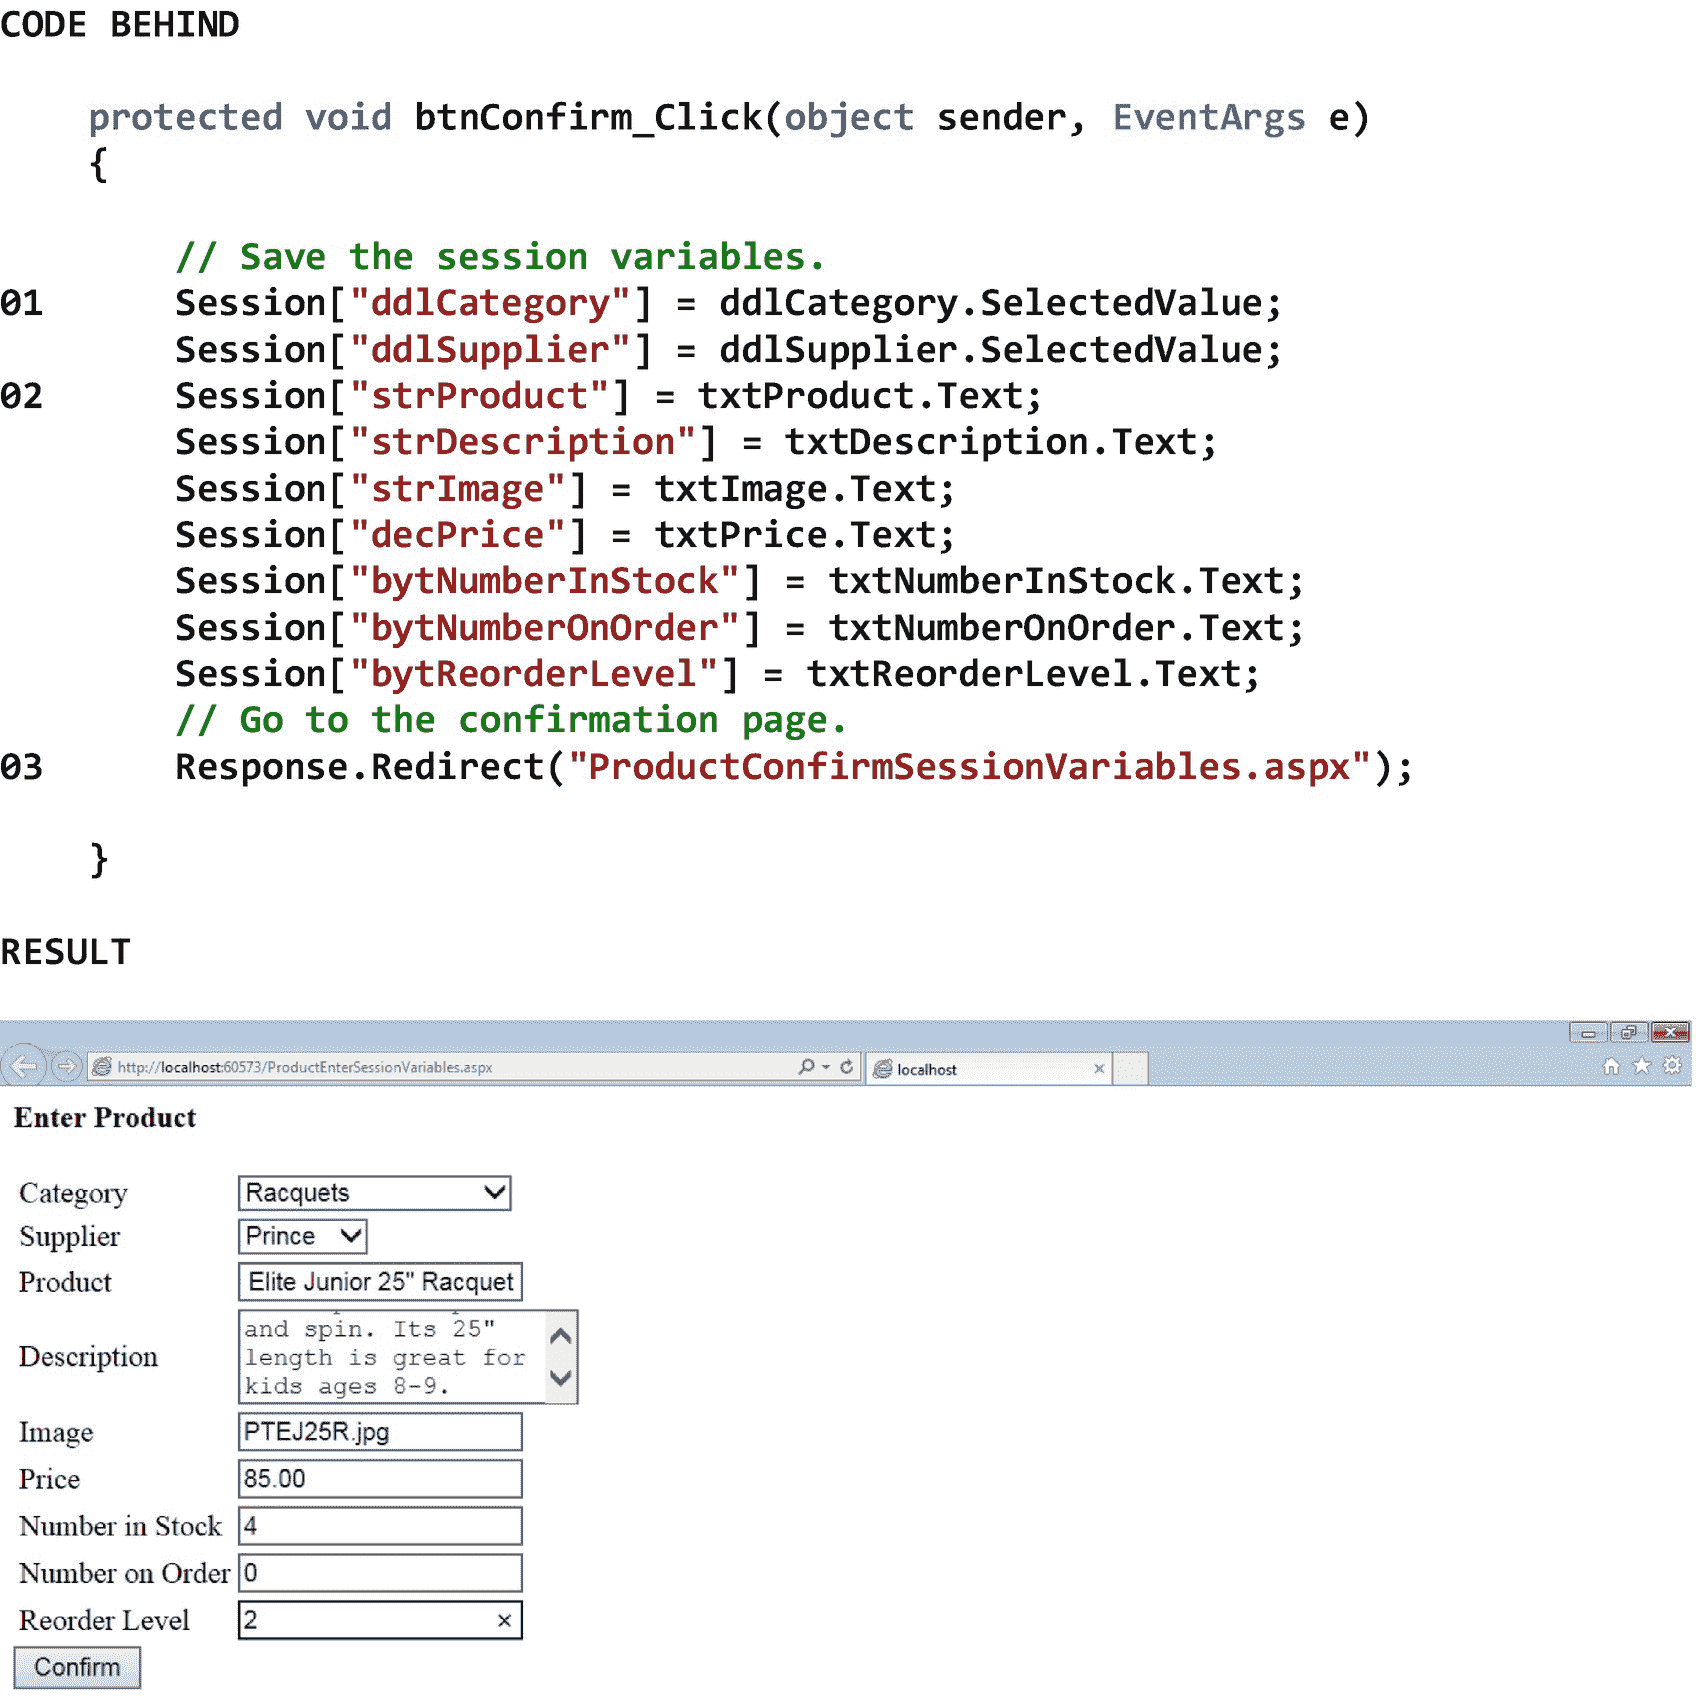 CODE BEHIND
protected void btnConfirm_Click(object sender, EventArgs e)
{
// Save the session variables.
01 Session["ddlCategory"] = ddlCategory.SelectedValue;
Session["ddlSupplier"] = ddlSupplier.SelectedValue;
02 Session["strProduct"] = txtProduct.Text;
Session["strDescription"] = txtDescription.Text;
Session["strImage"] = txtImage.Text;
Session["decPrice"] = txtPrice.Text;
Session["bytNumberInStock"] = txtNumberInStock.Text;
Session["bytNumberOnOrder"] = txtNumberOnOrder.Text;
Session["bytReorderLevel"] = txtReorderLevel.Text;
// Go to the confirmation page.
03 Response.Redirect("ProductConfirmSessionVariables.aspx");
}
RESULT
http://localhost:60573/ProductEnterSessionVariables.aspx localhost
Enter Product
Category Racquets
Supplier Prince
Product Elite Junior 25" Racquet
Description and spin. Its 25"
length is great for
kids ages 8-9.
Image PTEJ25R.jpg
Price 85.00
Number in Stock 4
Number on Order 0
Reorder Level 2
Confirm